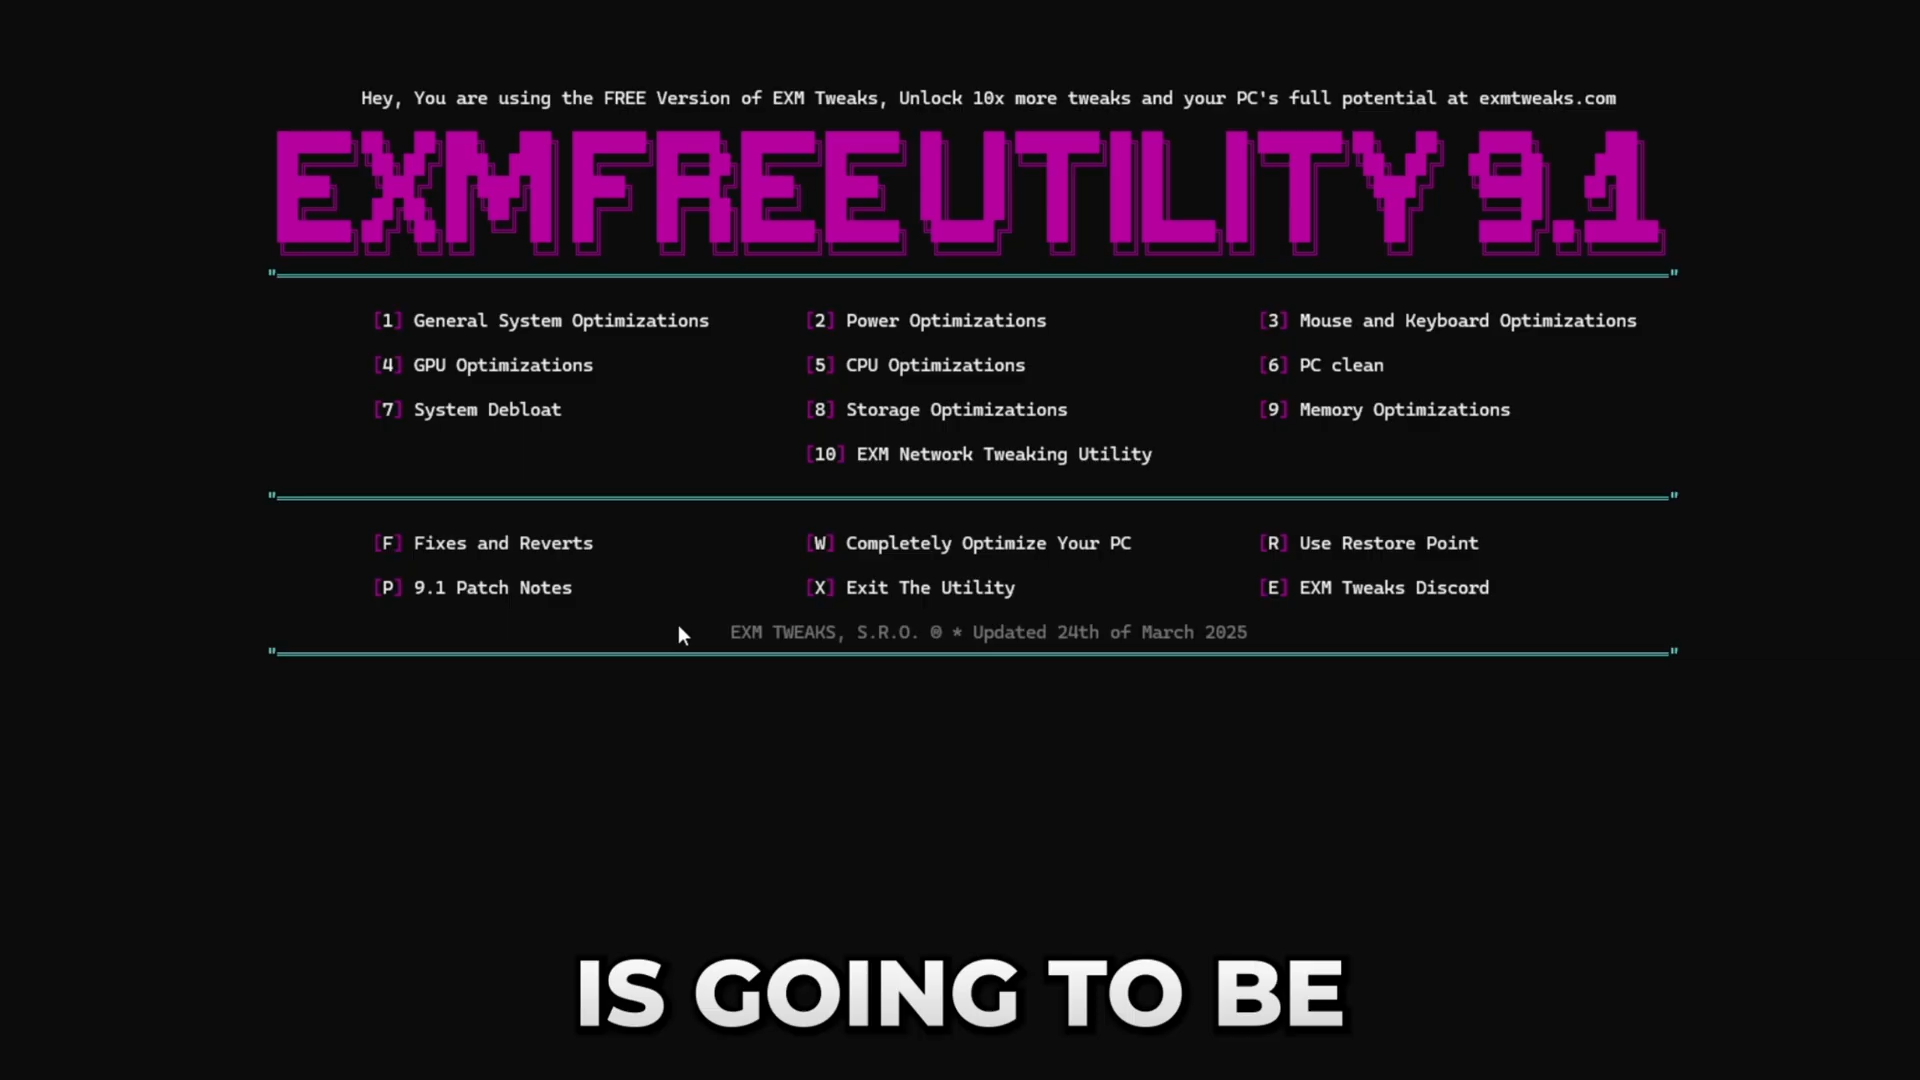 Hey, You are using the FREE Version of EXM Tweaks, Unlock 10x more tweaks and your PC's full potential at exmtweaks.com
EXM FREE UTILITY 9.1
[1] General System Optimizations [2] Power Optimizations [3] Mouse and Keyboard Optimizations
[4] GPU Optimizations [5] CPU Optimizations [6] PC clean
[7] System Debloat [8] Storage Optimizations [9] Memory Optimizations
[10] EXM Network Tweaking Utility
[F] Fixes and Reverts [W] Completely Optimize Your PC [R] Use Restore Point
[P] 9.1 Patch Notes [X] Exit The Utility [E] EXM Tweaks Discord
EXM TWEAKS, S.R.O. ® * Updated 24th of March 2025
IS GOING TO BE